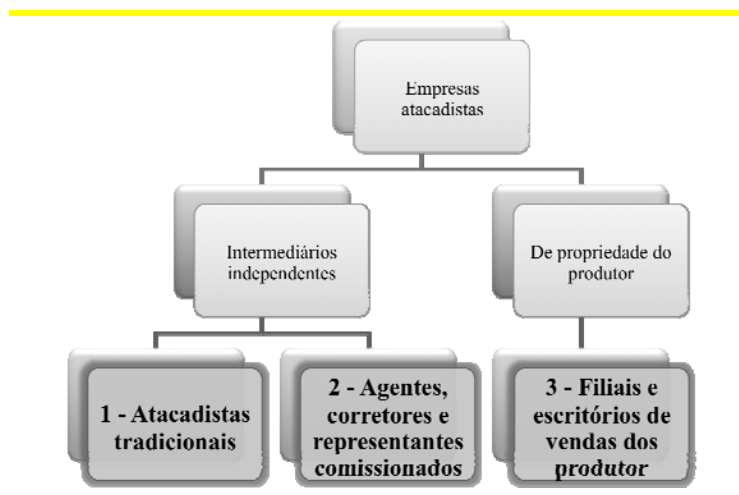 Empresas
atacadistas
Intermediários
independentes
De propriedade do
produtor
1 - Atacadistas
tradicionais
2 - Agentes,
corretores e
representantes
comissionados
3 - Filiais e
escritórios de
vendas dos
produtor